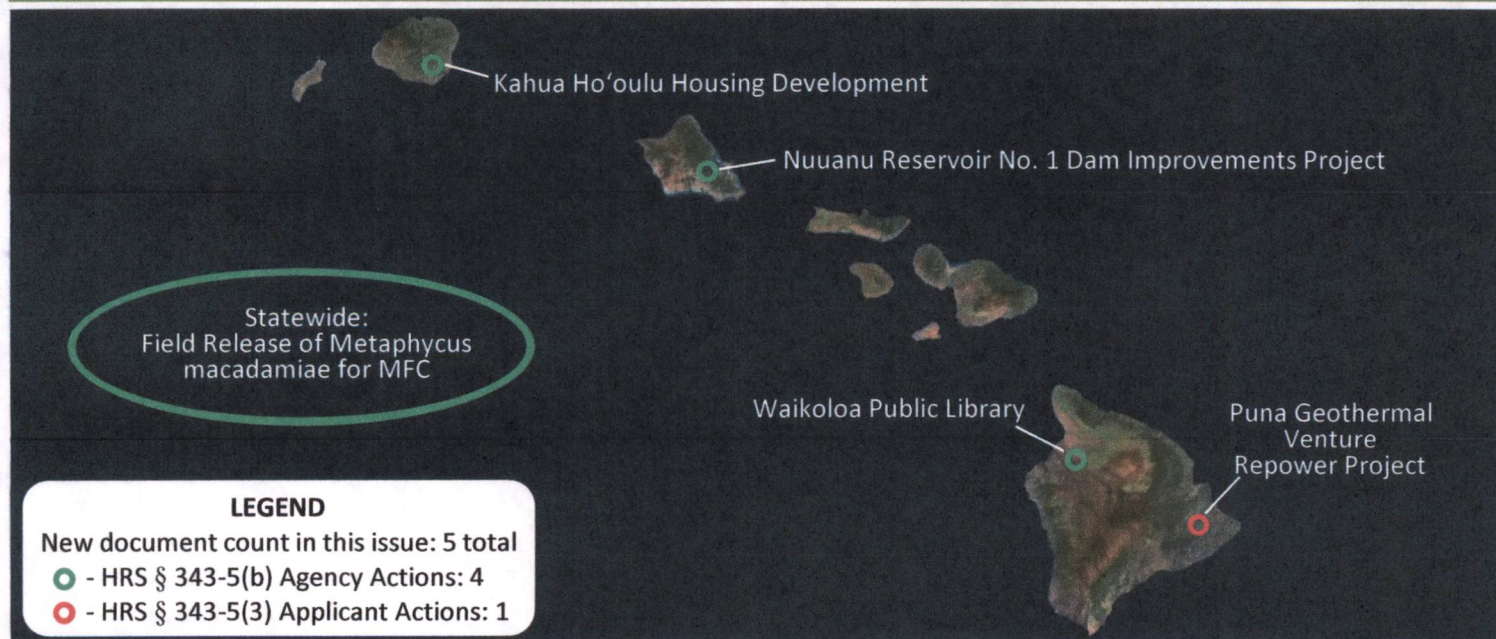 Kahua Ho‘oulu Housing Development
Nuuanu Reservoir No. 1 Dam Improvements Project
Statewide:
Field Release of Metaphycus
macadamiae for MFC
Waikoloa Public Library
Puna Geothermal
Venture
Repower Project
LEGEND
New document count in this issue: 5 total
- HRS § 343-5(b) Agency Actions: 4
- HRS § 343-5(3) Applicant Actions: 1